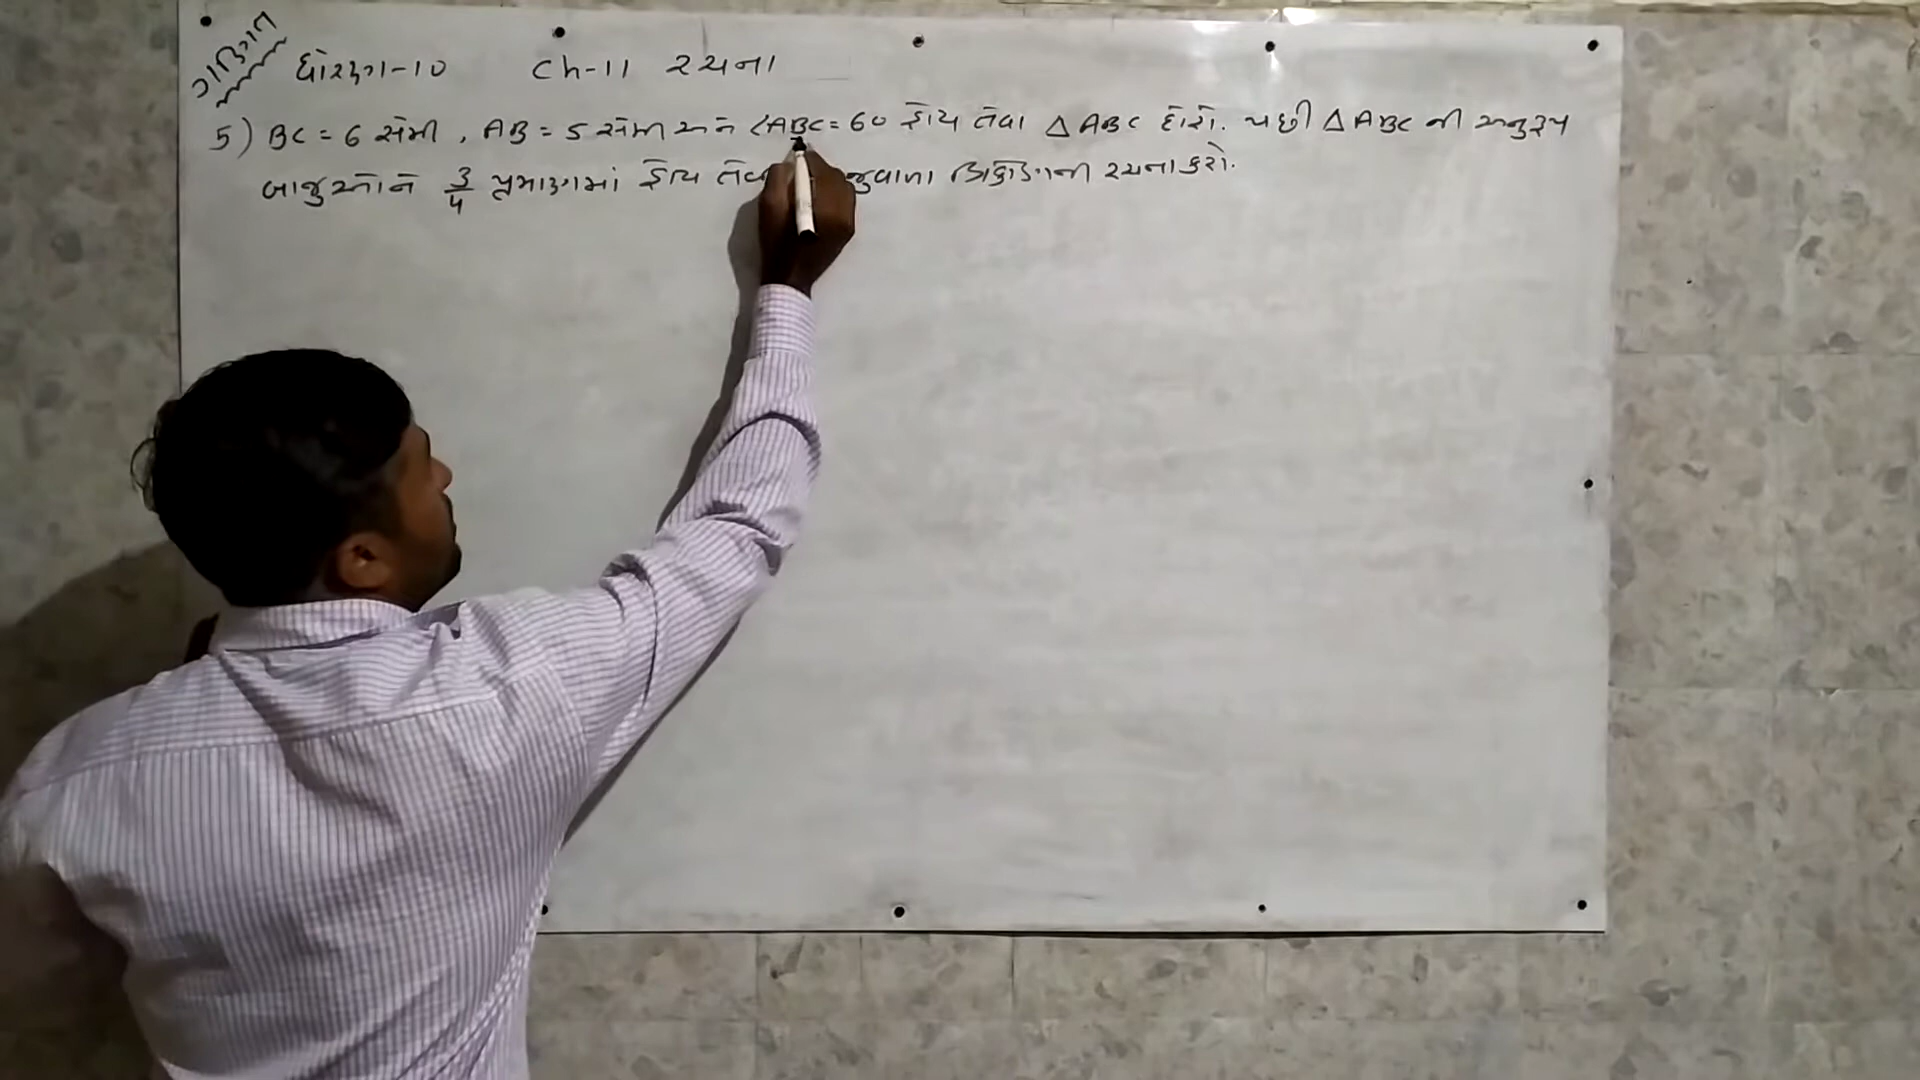 ગણિત
ધોરણ-10 Ch-11 રચના
5) BC = 6 સેમી, AB = 5 સેમી અને ∠ABC = 60 હોય તેવા △ ABC દોરો. પછી △ ABC ની અનુરૂપ
બાજુઓને 3/4 પ્રમાણમાં હોય ત્રિકોણની રચના કરો.